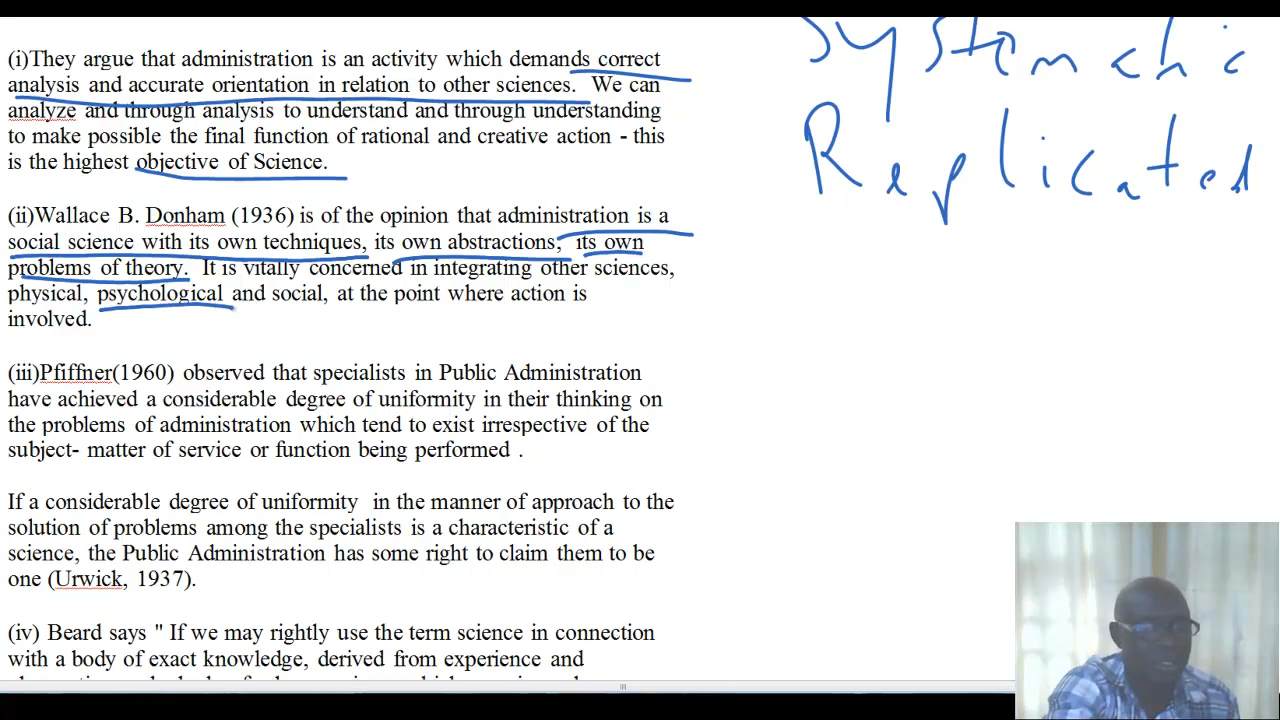 (i)They argue that administration is an activity which demands correct
analysis and accurate orientation in relation to other sciences. We can
analyze and through analysis to understand and through understanding
to make possible the final function of rational and creative action - this
is the highest objective of Science.
(ii)Wallace B. Donham (1936) is of the opinion that administration is a
social science with its own techniques, its own abstractions, its own
problems of theory. It is vitally concerned in integrating other sciences,
physical, psychological and social, at the point where action is
involved.
(iii)Pfiffner(1960) observed that specialists in Public Administration
have achieved a considerable degree of uniformity in their thinking on
the problems of administration which tend to exist irrespective of the
subject- matter of service or function being performed .
If a considerable degree of uniformity in the manner of approach to the
solution of problems among the specialists is a characteristic of a
science, the Public Administration has some right to claim them to be
one (Urwick, 1937).
(iv) Beard says " If we may rightly use the term science in connection
with a body of exact knowledge, derived from experience and
Replicated